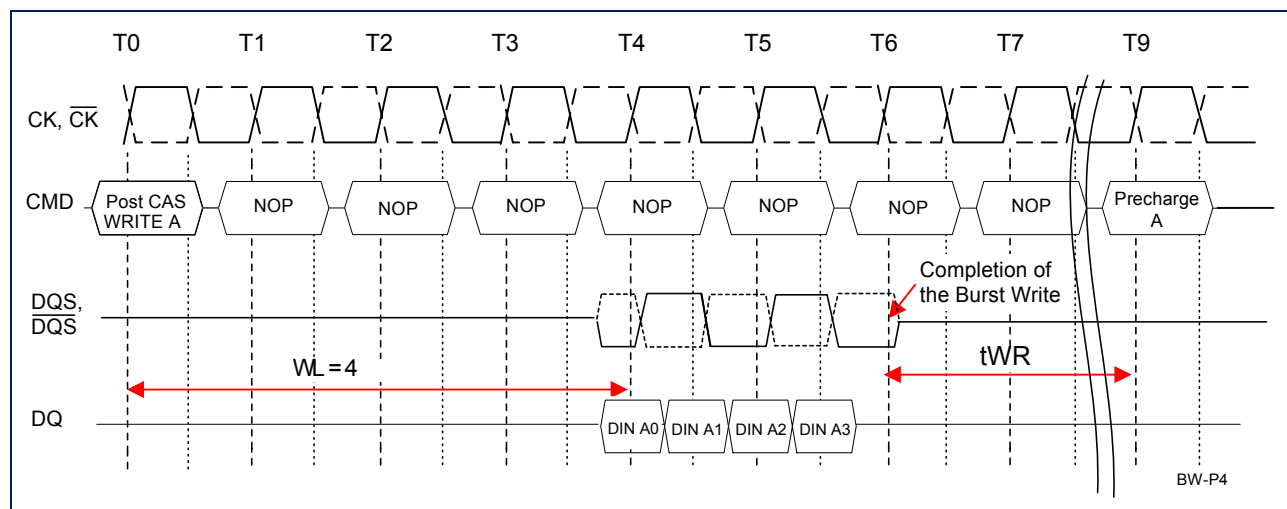 T0 T1 T2 T3 T4 T5 T6 T7 T9
CK, CK
CMD
Post CAS
WRITE A
NOP NOP NOP NOP NOP NOP NOP
Precharge
A
Completion of
the Burst Write
DQS,
DQS
WL=4
tWR
DQ
DIN A0 DIN A1 DIN A2 DIN A3
BW-P4